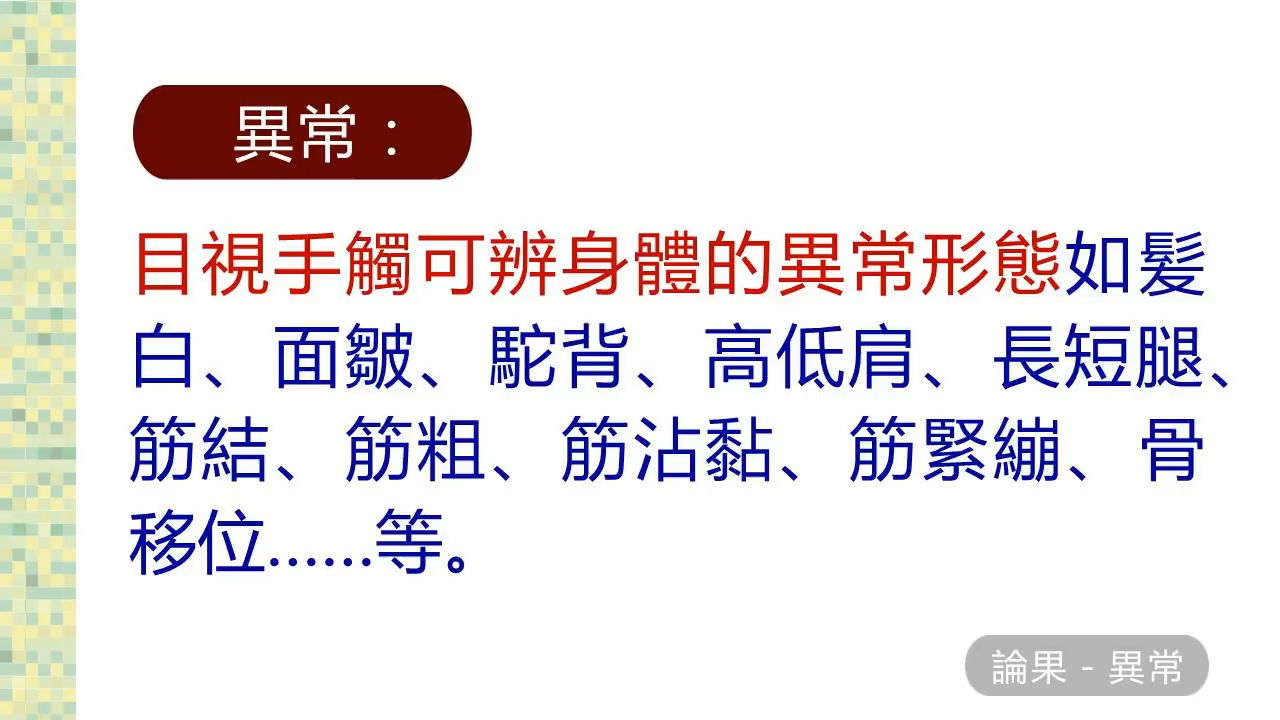 異常：
目視手觸可辨身體的異常形態如髮
白、面皺、駝背、高低肩、長短腿、
筋結、筋粗、筋沾黏、筋緊繃、骨
移位……等。
論果－異常